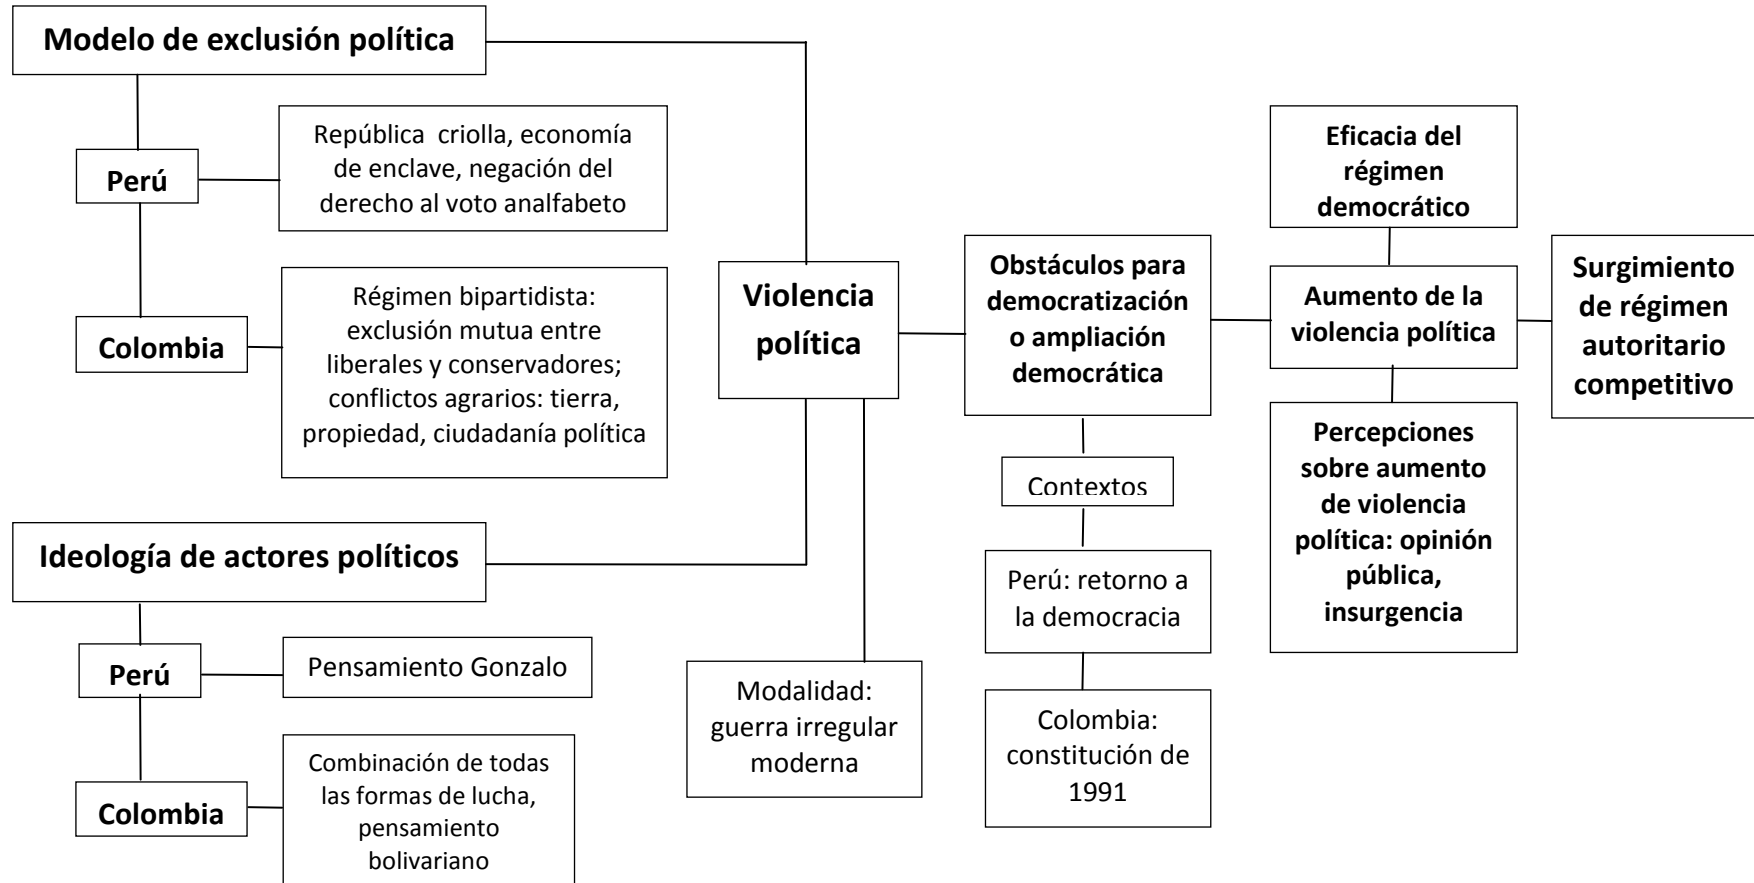 Modelo de exclusión política
Perú
República criolla, economía
de enclave, negación del
derecho al voto analfabeto
Colombia
Régimen bipartidista:
exclusión mutua entre
liberales y conservadores;
conflictos agrarios: tierra,
propiedad, ciudadanía política
Ideología de actores políticos
Perú
Pensamiento Gonzalo
Colombia
Combinación de todas
las formas de lucha,
pensamiento
bolivariano
Violencia
política
Modalidad:
guerra irregular
moderna
Obstáculos para
democratización
o ampliación
democrática
Contextos
Perú: retorno a
la democracia
Colombia:
constitución de
1991
Eficacia del
régimen
democrático
Aumento de la
violencia política
Percepciones
sobre aumento
de violencia
política: opinión
pública,
insurgencia
Surgimiento
de régimen
autoritario
competitivo